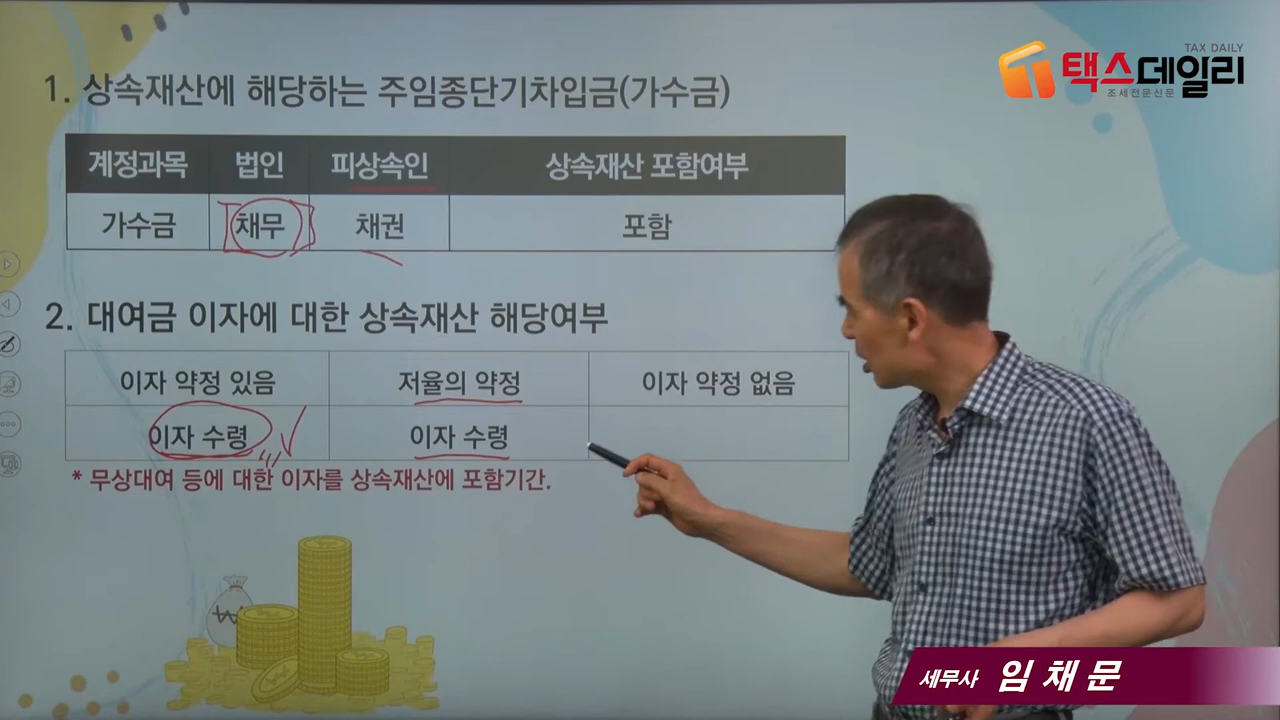 TAX DAILY
택스데일리
조세전문신문
1. 상속재산에 해당하는 주임종단기차입금(가수금)
계정과목 법인 피상속인 상속재산 포함여부
가수금 채무 채권 포함
2. 대여금 이자에 대한 상속재산 해당여부
이자 약정 있음 저율의 약정 이자 약정 없음
이자 수령 이자 수령
* 무상대여 등에 대한 이자를 상속재산에 포함기간.
세무사 임채문